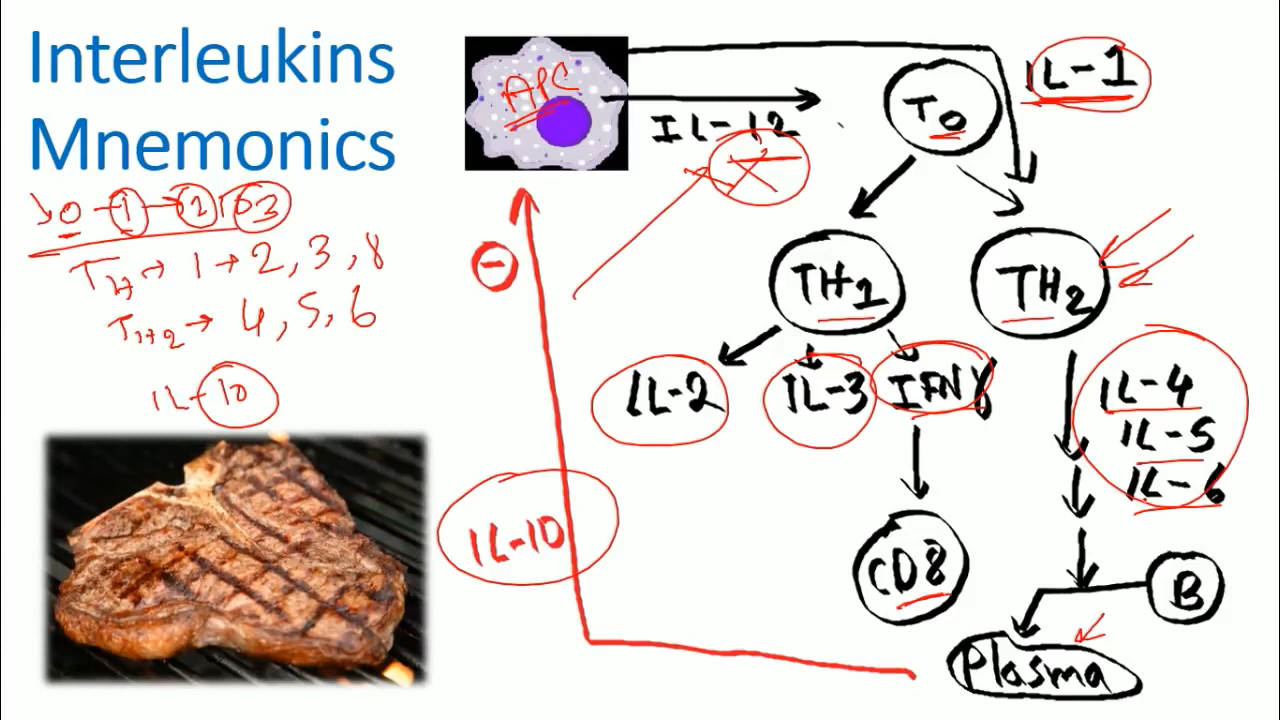 Interleukins
Mnemonics
0 → 1 → 2
TH → 1 → 2, 3, 8
TH2 → 4, 5, 6
IL-10
APC
IL-12
T0
IL-1
TH1
TH2
IL-2
IL-3
IFNγ
IL-4
IL-5
IL-6
CD8
B
Plasma
IL-10
−